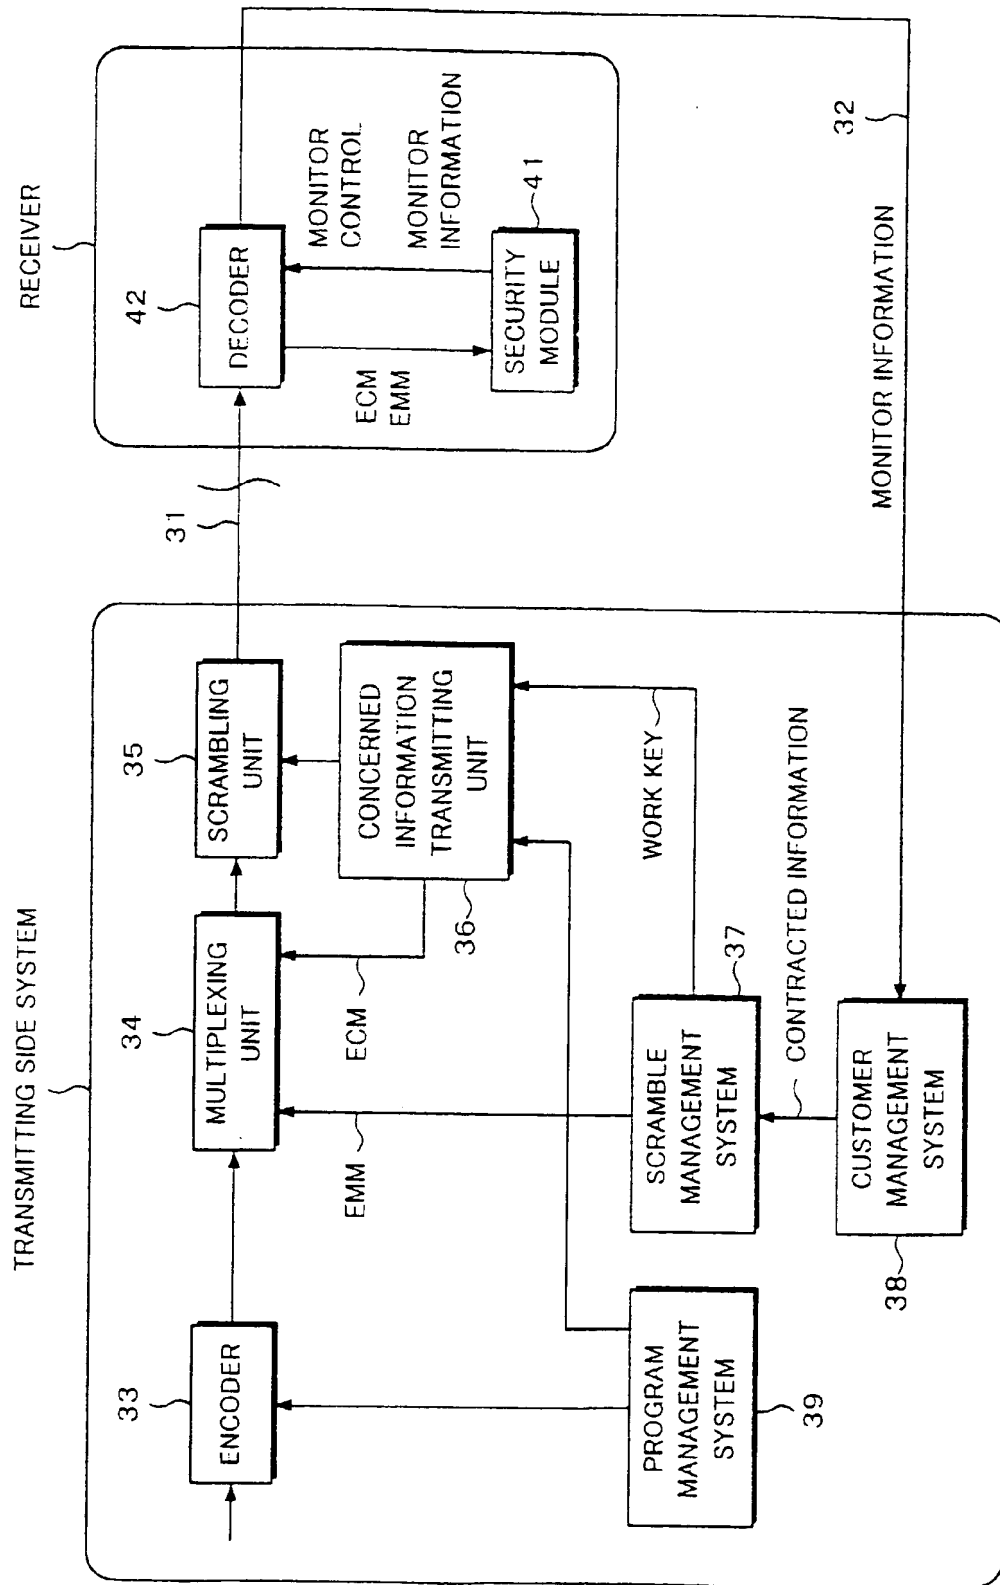 TRANSMITTING SIDE SYSTEM
RECEIVER
33
ENCODER
34
MULTIPLEXING
UNIT
35
SCRAMBLING
UNIT
31
42
DECODER
EMM
ECM
36
CONCERNED
INFORMATION
TRANSMITTING
UNIT
ECM
EMM
MONITOR
CONTROL
MONITOR
INFORMATION
SECURITY
MODULE
41
WORK KEY
PROGRAM
MANAGEMENT
SYSTEM
39
SCRAMBLE
MANAGEMENT
SYSTEM
37
CONTRACTED INFORMATION
CUSTOMER
MANAGEMENT
SYSTEM
38
MONITOR INFORMATION
32